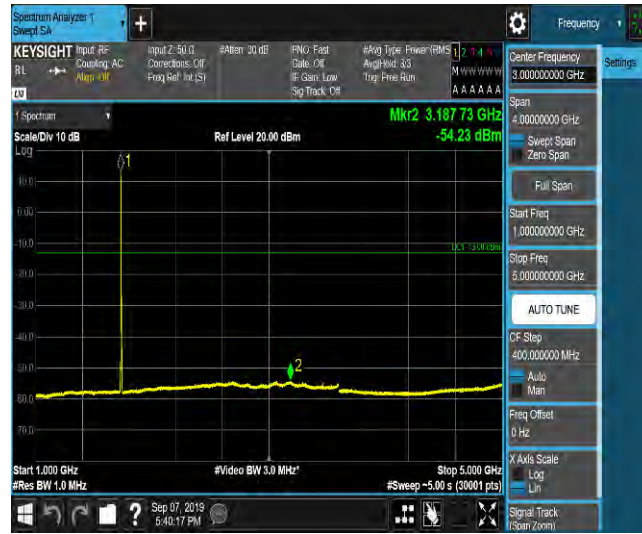 Spectrum Analyzer 1
Swept SA
Frequency
KEYSIGHT
RL
Input: RF
Coupling: AC
Align: Off
Input Z: 50 Ω
Corrections: Off
Freq Ref: Int (S)
#Atten: 30 dB
PNO: Fast
Gate: Off
IF Gain: Low
Sig Track: Off
#Avg Type: Power (RMS
Avg|Hold: 3/3
Trig: Free Run
M W W W W W
A A A A A A
1 Spectrum
Scale/Div 10 dB
Log
Ref Level 20.00 dBm
Mkr2 3.187 73 GHz
-54.23 dBm
1
10.0
0.00
-10.0
DL1 -13.00 dBm
-20.0
-30.0
-40.0
-50.0
2
-60.0
-70.0
Start 1.000 GHz
#Res BW 1.0 MHz
#Video BW 3.0 MHz*
Stop 5.000 GHz
#Sweep ~5.00 s (30001 pts)
Center Frequency
3.000000000 GHz
Settings
Span
4.00000000 GHz
Swept Span
Zero Span
Full Span
Start Freq
1.000000000 GHz
Stop Freq
5.000000000 GHz
AUTO TUNE
CF Step
400.000000 MHz
Auto
Man
Freq Offset
0 Hz
X Axis Scale
Log
Lin
Signal Track
(Span Zoom)
?
Sep 07, 2019
5:40:17 PM